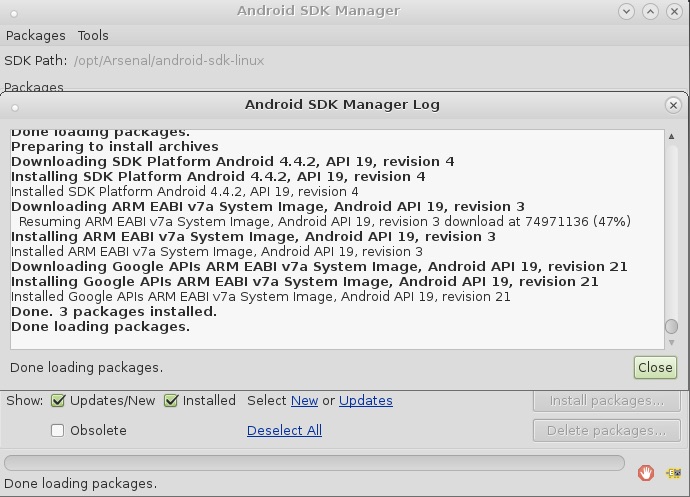 Android SDK Manager
Packages Tools
SDK Path: /opt/Arsenal/android-sdk-linux
Packages
Android SDK Manager Log
Done loading packages.
Preparing to install archives
Downloading SDK Platform Android 4.4.2, API 19, revision 4
Installing SDK Platform Android 4.4.2, API 19, revision 4
Installed SDK Platform Android 4.4.2, API 19, revision 4
Downloading ARM EABI v7a System Image, Android API 19, revision 3
Resuming ARM EABI v7a System Image, Android API 19, revision 3 download at 74971136 (47%)
Installing ARM EABI v7a System Image, Android API 19, revision 3
Installed ARM EABI v7a System Image, Android API 19, revision 3
Downloading Google APIs ARM EABI v7a System Image, Android API 19, revision 21
Installing Google APIs ARM EABI v7a System Image, Android API 19, revision 21
Installed Google APIs ARM EABI v7a System Image, Android API 19, revision 21
Done. 3 packages installed.
Done loading packages.
Done loading packages.
Close
Show: Updates/New Installed Select New or Updates Install packages...
Obsolete Deselect All Delete packages...
Done loading packages.